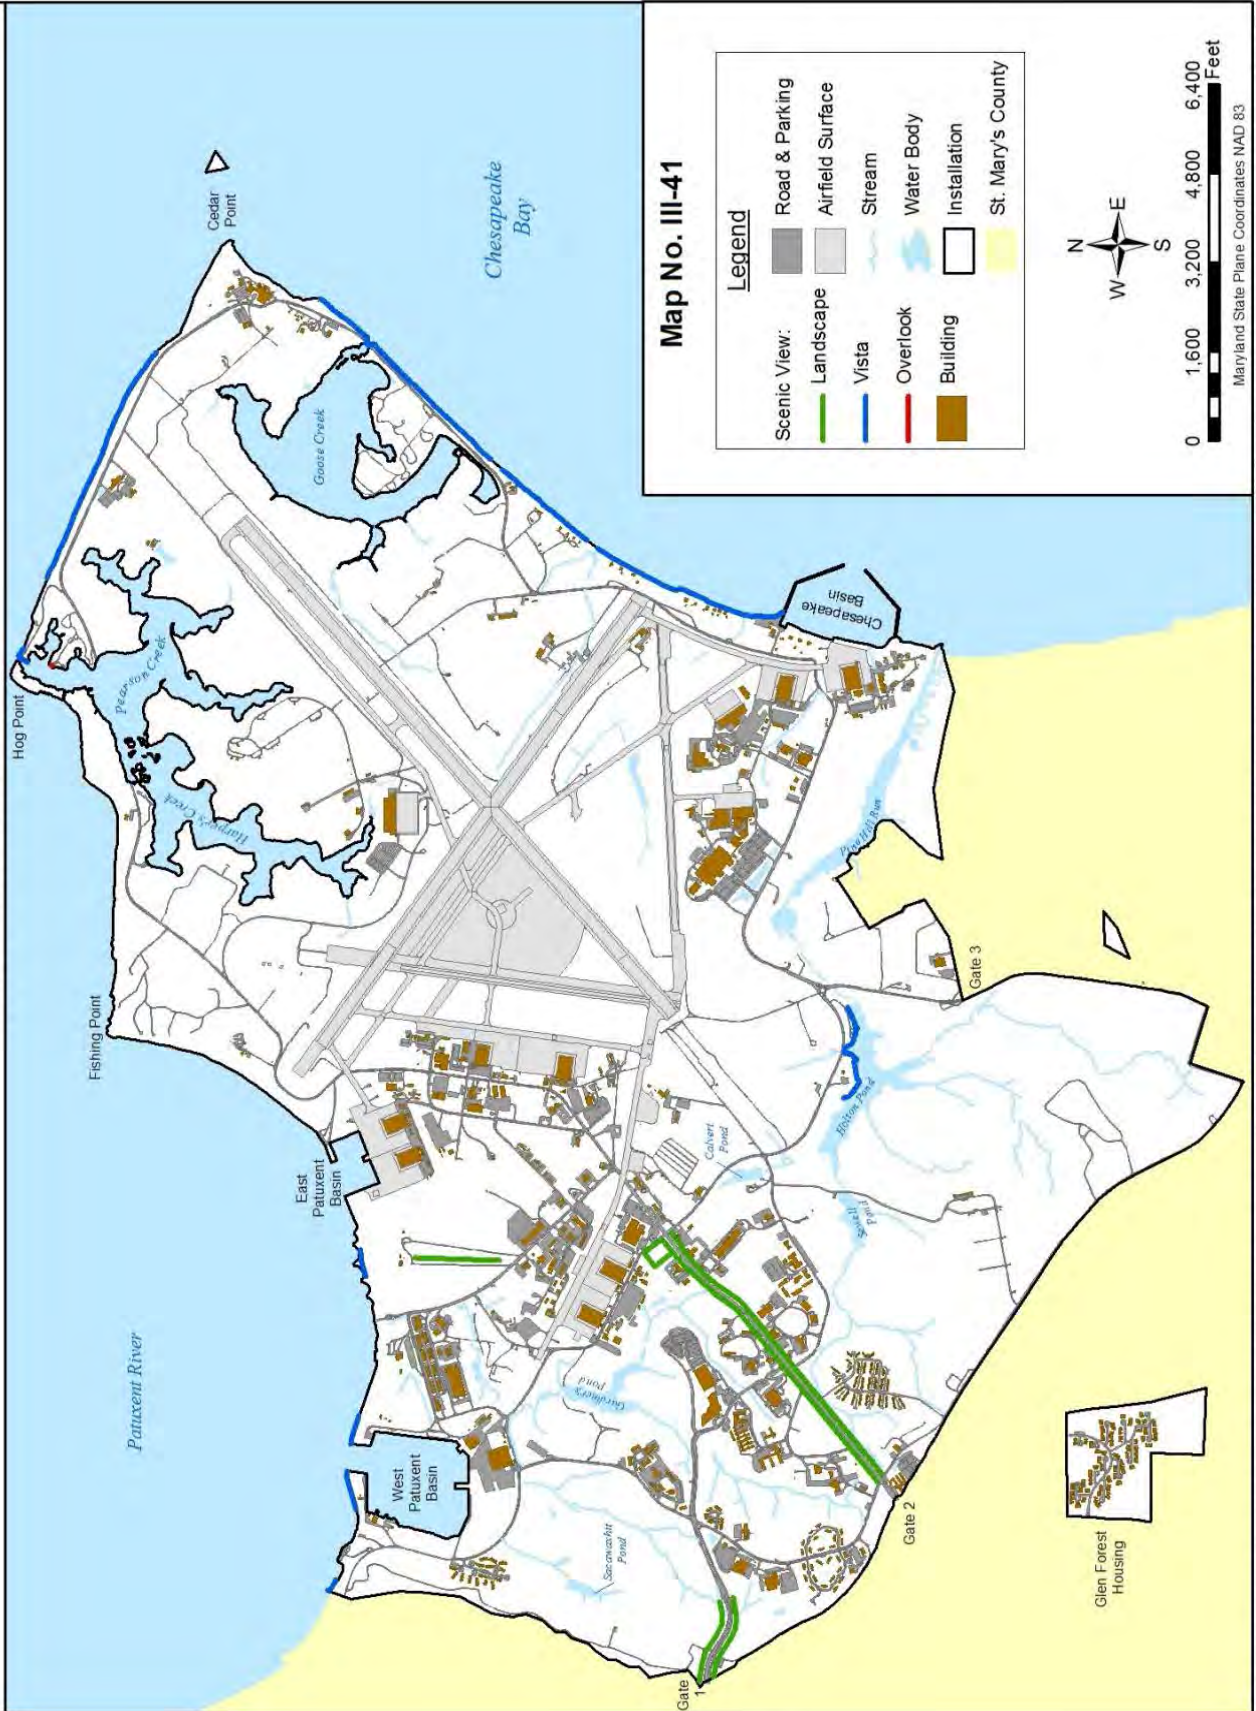 Map No. III-41
Legend
Scenic View:
Landscape
Vista
Overlook
Building
Road & Parking
Airfield Surface
Stream
Water Body
Installation
St. Mary's County
N
W
E
S
0
1,600
3,200
4,800
6,400
Feet
Maryland State Plane Coordinates NAD 83
Patuxent River
Chesapeake
Bay
Cedar
Point
Hog Point
Fishing Point
Goose Creek
Pearson Creek
Harper's Creek
East
Patuxent
Basin
West
Patuxent
Basin
Chesapeake
Basin
Pine Hill Run
Gate 3
Holton Pond
Calvert
Pond
Sewell
Pond
Gardiner's
Pond
Sacawaxhit
Pond
Gate 2
Gate
1
Glen Forest
Housing